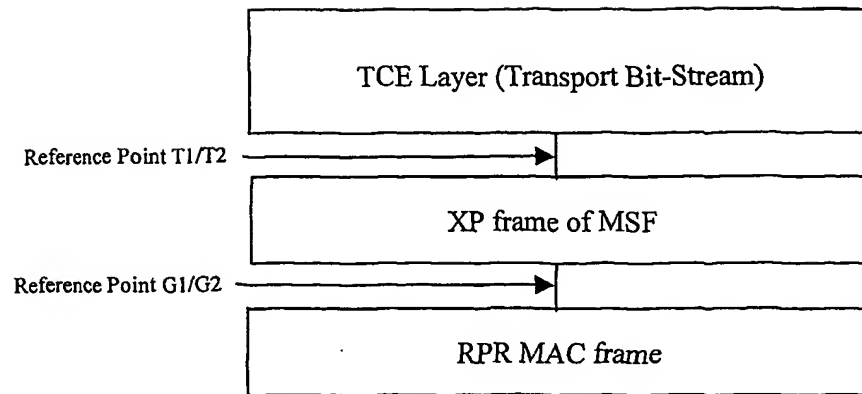 TCE Layer (Transport Bit-Stream)
Reference Point T1/T2
XP frame of MSF
Reference Point G1/G2
RPR MAC frame